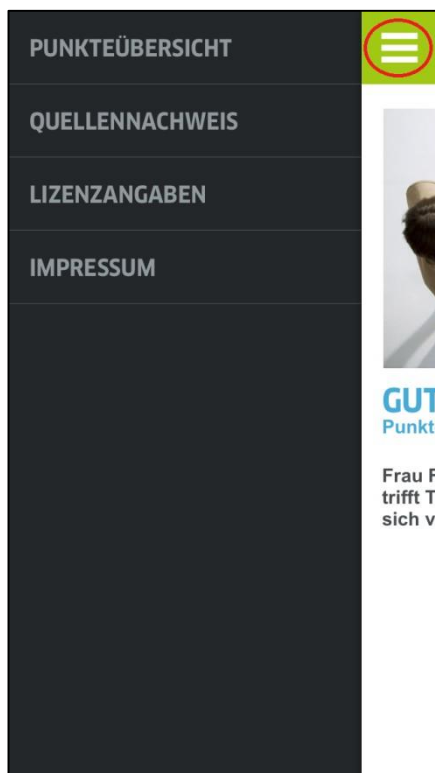 PUNKTEÜBERSICHT
QUELLENNACHWEIS
LIZENZANGABEN
IMPRESSUM
GUT
Punkt
Frau F
trifft T
sich v